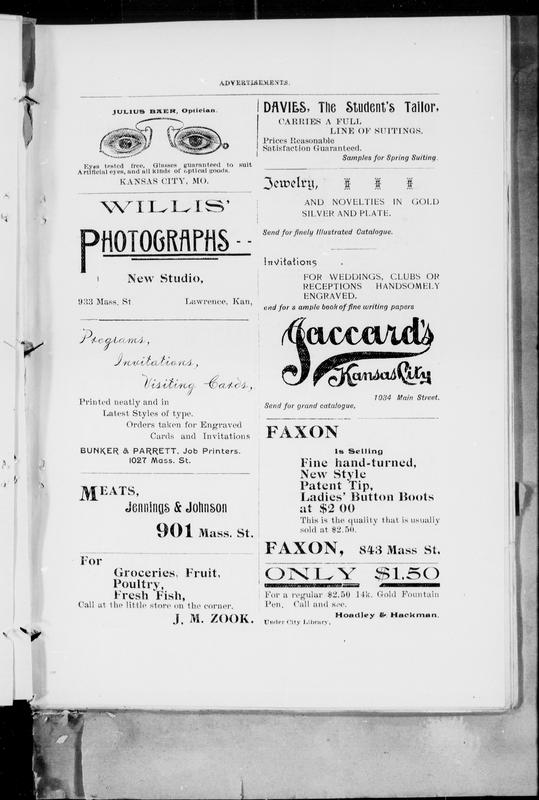 ADVERTISEMENTS.
JULIUS BAER, Optician.
Eyes tested free, Glasses guaranteed to suit
Artificial eyes, and all kinds of optical goods.
KANSAS CITY, MO.
WILLIS'
PHOTOGRAPHS - -
New Studio,
933 Mass, St. Lawrence, Kan,
Programs,
Invitations,
Visiting Cards,
Printed neatly and in
Latest Styles of type.
Orders taken for Engraved
Cards and Invitations
BUNKER & PARRETT, Job Printers.
1027 Mass. St.
MEATS,
Jennings & Johnson
901 Mass. St.
For
Groceries, Fruit,
Poultry,
Fresh Fish,
Call at the little store on the corner.
J. M. ZOOK.
DAVIES, The Student's Tailor,
CARRIES A FULL
LINE OF SUITINGS,
Prices Reasonable
Satisfaction Guaranteed.
Samples for Spring Suiting.
Jewelry,
AND NOVELTIES IN GOLD
SILVER AND PLATE.
Send for finely Illustrated Catalogue.
Invitations
FOR WEDDINGS, CLUBS OR
RECEPTIONS HANDSOMELY
ENGRAVED.
end for s ample book of fine writing papers
Jaccard's
Kansas City
1034 Main Street.
Send for grand catalogue,
FAXON
Is Selling
Fine hand-turned,
New Style
Patent Tip,
Ladies' Button Boots
at $2 00
This is the quality that is usually
sold at $2.50.
FAXON, 843 Mass St.
ONLY $1.50
For a regular $2.50 14k. Gold Fountain
Pen, Call and see.
Hoadley & Hackman.
Under City Library,